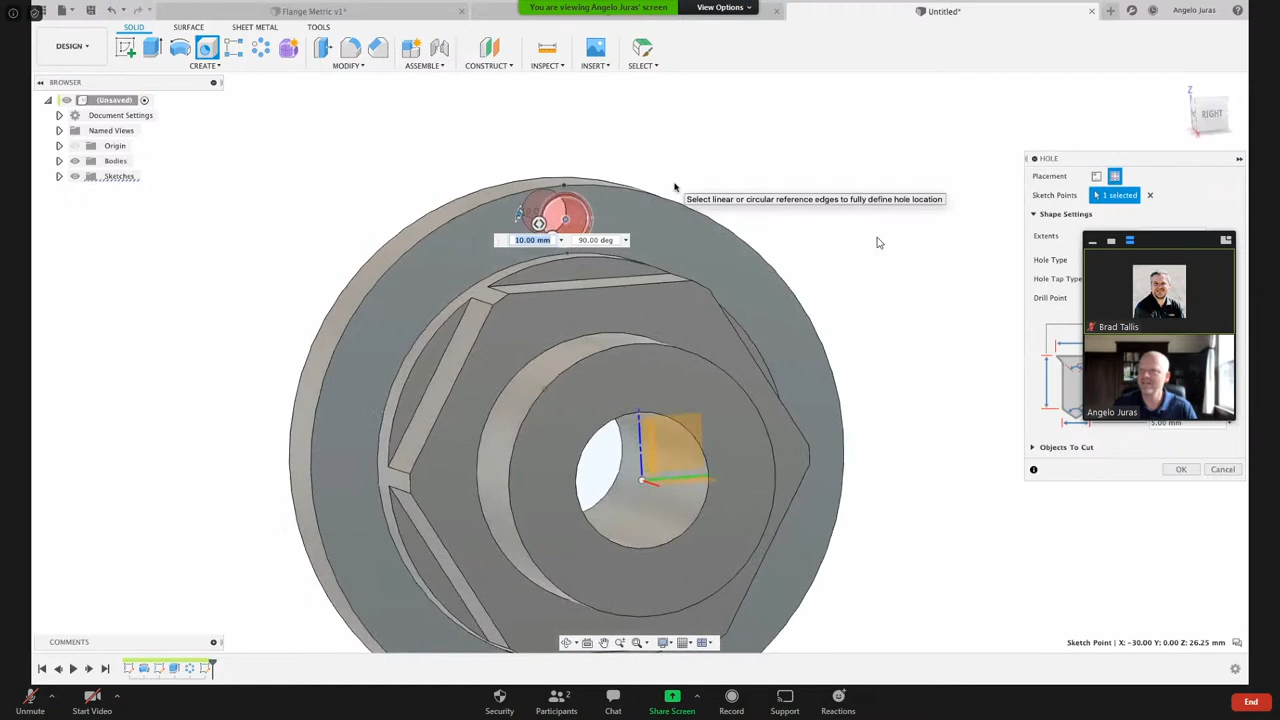 You are viewing Angelo Juras' screen
View Options
Flange Metric v1*
Untitled*
Angelo Juras
DESIGN
SOLID
SURFACE
SHEET METAL
TOOLS
CREATE
MODIFY
ASSEMBLE
CONSTRUCT
INSPECT
INSERT
SELECT
BROWSER
(Unsaved)
Document Settings
Named Views
Origin
Bodies
Sketches
Z
RIGHT
Select linear or circular reference edges to fully define hole location
10.00 mm
90.00 deg
HOLE
Placement
Sketch Points
1 selected
Shape Settings
Extents
Hole Type
Hole Tap Type
Drill Point
Brad Tallis
Angelo Juras
5.00 mm
Objects To Cut
OK
Cancel
COMMENTS
Sketch Point | X: -30.00 Y: 0.00 Z: 26.25 mm
Unmute
Start Video
Security
Participants
2
Chat
Share Screen
Record
Support
Reactions
End